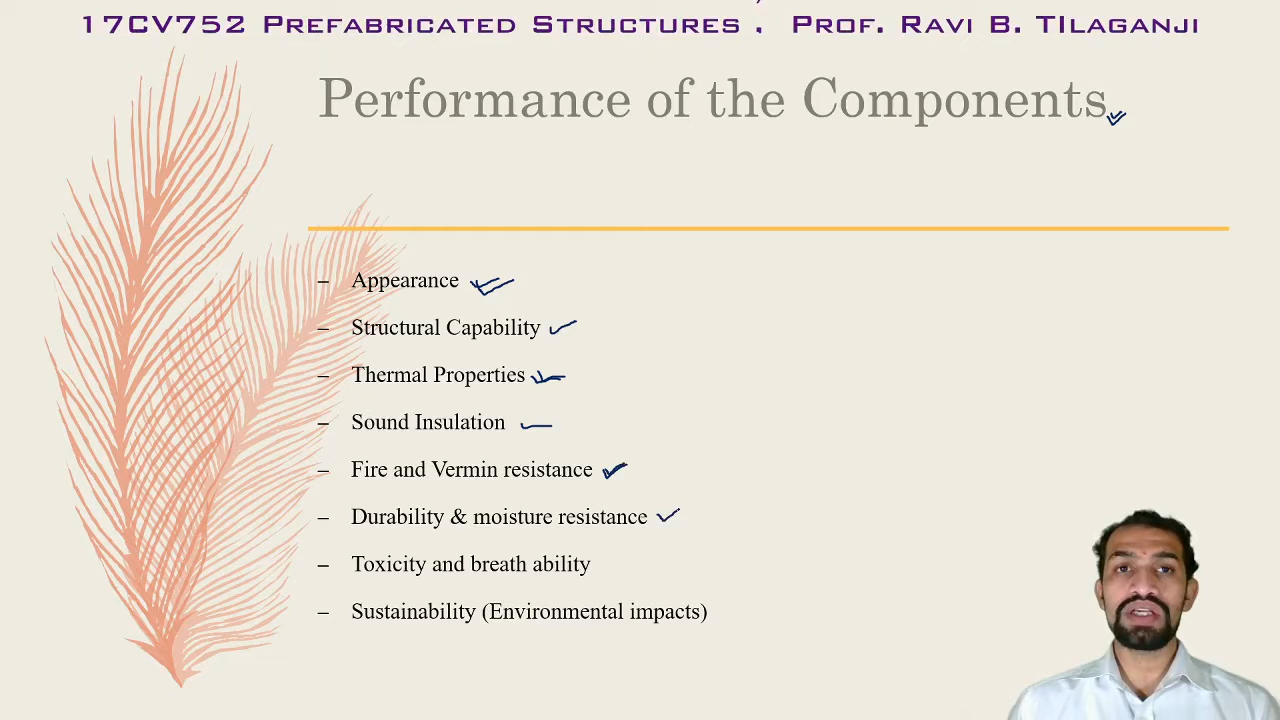 17CV752 Prefabricated Structures , Prof. Ravi B. TIlaganji
Performance of the Components
– Appearance
– Structural Capability
– Thermal Properties
– Sound Insulation
– Fire and Vermin resistance
– Durability & moisture resistance
– Toxicity and breath ability
– Sustainability (Environmental impacts)